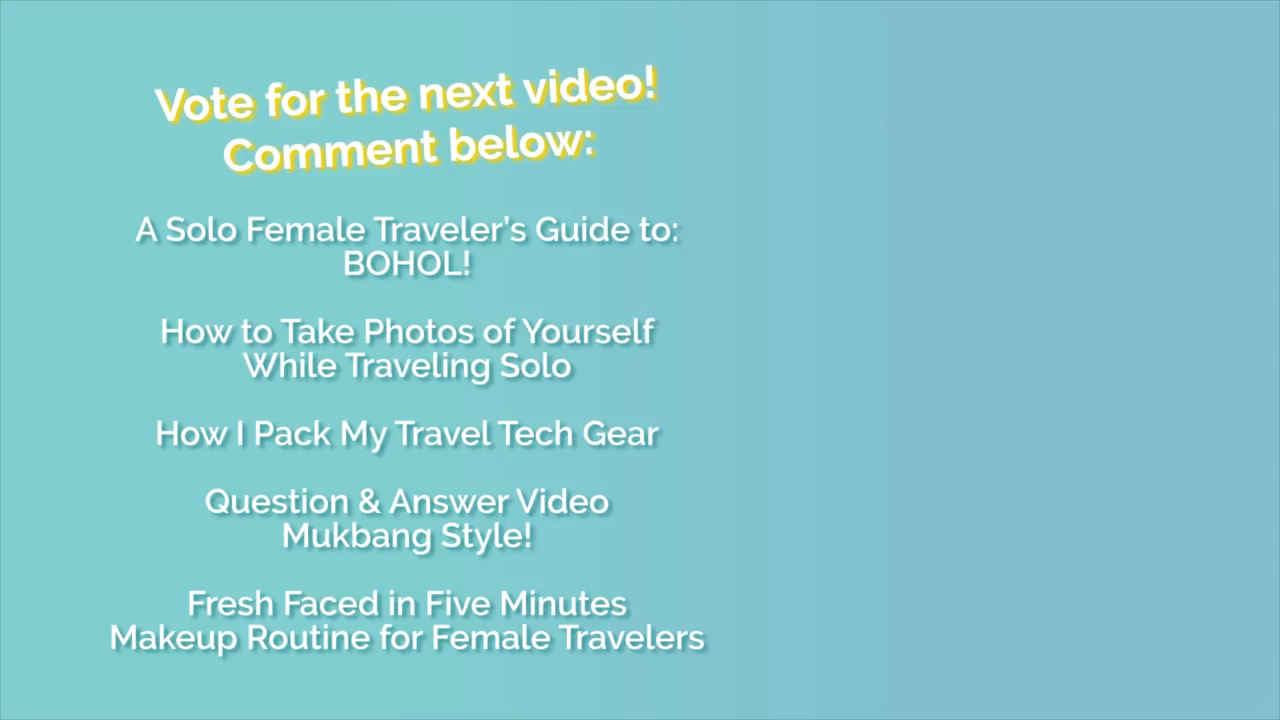 Vote for the next video!
Comment below:
A Solo Female Traveler’s Guide to:
BOHOL!
How to Take Photos of Yourself
While Traveling Solo
How I Pack My Travel Tech Gear
Question & Answer Video
Mukbang Style!
Fresh Faced in Five Minutes
Makeup Routine for Female Travelers